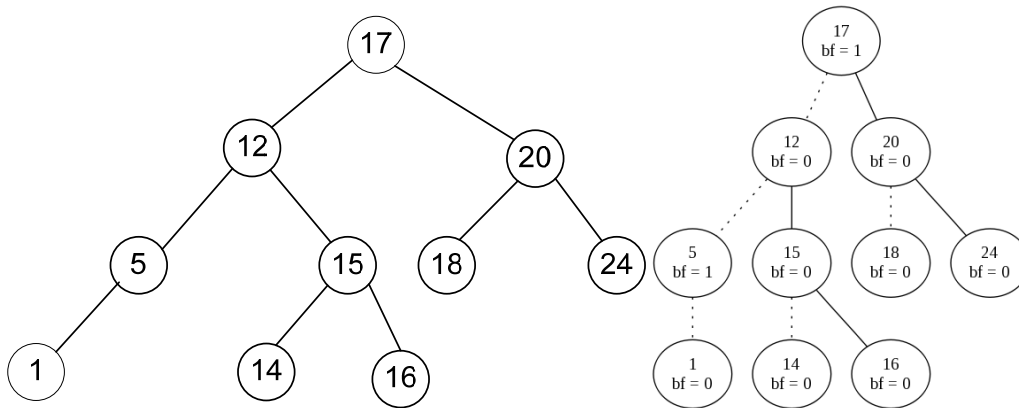 17
12
20
5
15
18
24
1
14
16
17
bf = 1
12
bf = 0
20
bf = 0
5
bf = 1
15
bf = 0
18
bf = 0
24
bf = 0
1
bf = 0
14
bf = 0
16
bf = 0